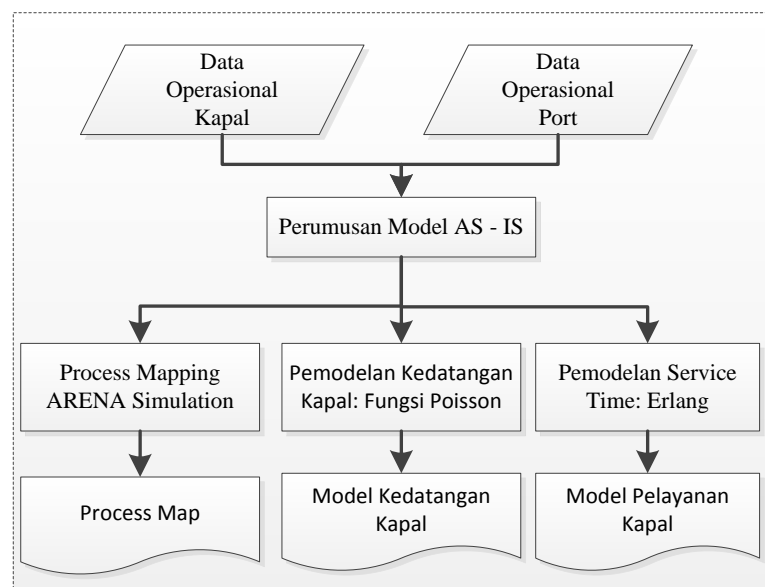 Data
Operasional
Kapal
Data
Operasional
Port
Perumusan Model AS - IS
Process Mapping
ARENA Simulation
Pemodelan Kedatangan
Kapal: Fungsi Poisson
Pemodelan Service
Time: Erlang
Process Map
Model Kedatangan
Kapal
Model Pelayanan
Kapal